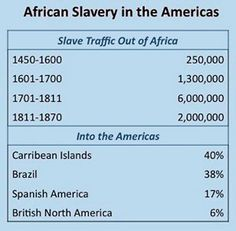 African Slavery in the Americas
Slave Traffic Out of Africa
1450-1600 250,000
1601-1700 1,300,000
1701-1811 6,000,000
1811-1870 2,000,000
Into the Americas
Carribean Islands 40%
Brazil 38%
Spanish America 17%
British North America 6%